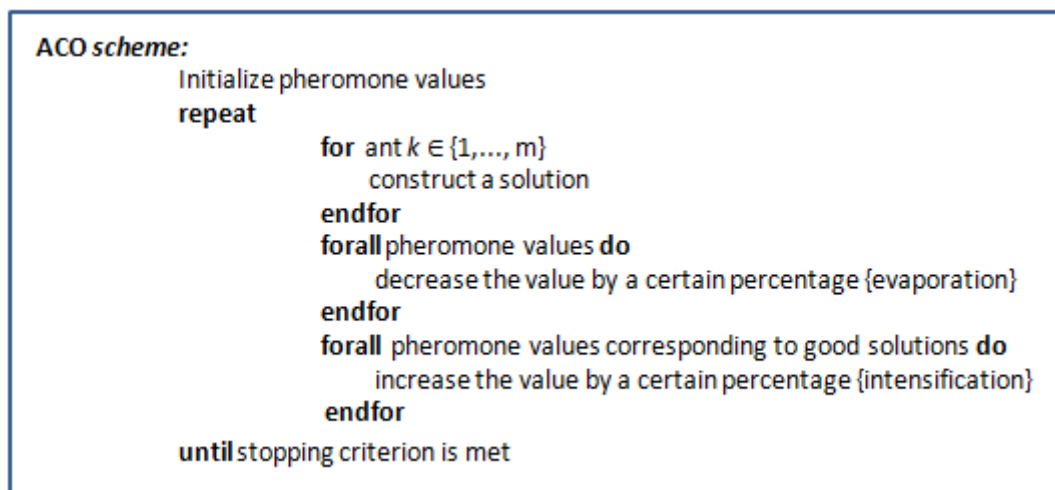 ACO scheme:
Initialize pheromone values
repeat
for ant k ∈ {1,..., m}
construct a solution
endfor
forall pheromone values do
decrease the value by a certain percentage {evaporation}
endfor
forall pheromone values corresponding to good solutions do
increase the value by a certain percentage {intensification}
endfor
until stopping criterion is met